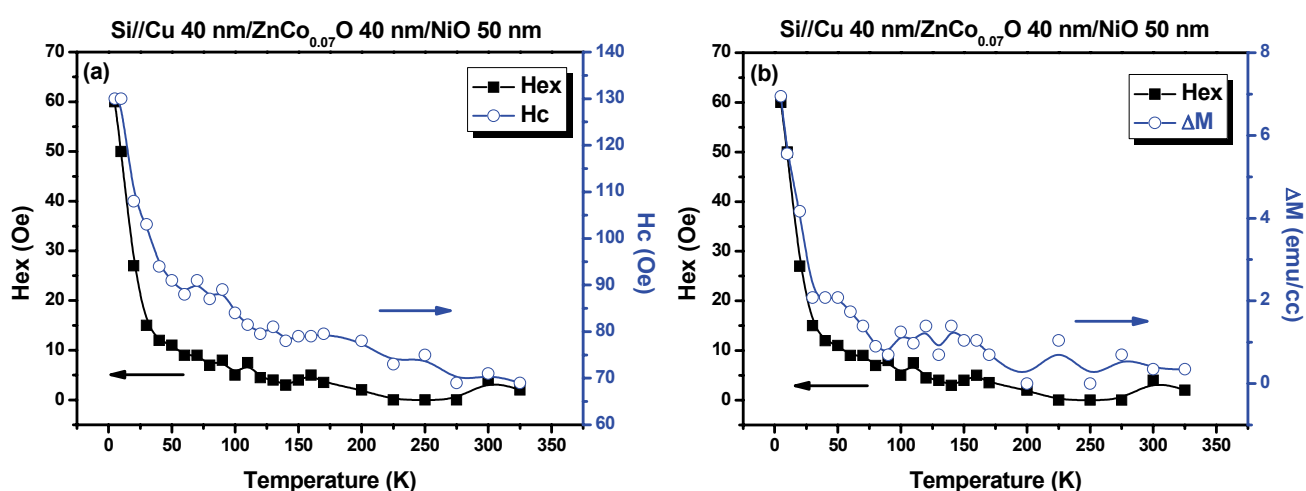 Si//Cu 40 nm/ZnCo0.07O 40 nm/NiO 50 nm
(a)
Hex
Hc
Hex (Oe)
70
60
50
40
30
20
10
0
140
130
120
110
100
90
80
70
60
Hc (Oe)
0 50 100 150 200 250 300 350
Temperature (K)
Si//Cu 40 nm/ZnCo0.07O 40 nm/NiO 50 nm
(b)
Hex
ΔM
Hex (Oe)
70
60
50
40
30
20
10
0
8
6
4
2
0
ΔM (emu/cc)
0 50 100 150 200 250 300 350
Temperature (K)